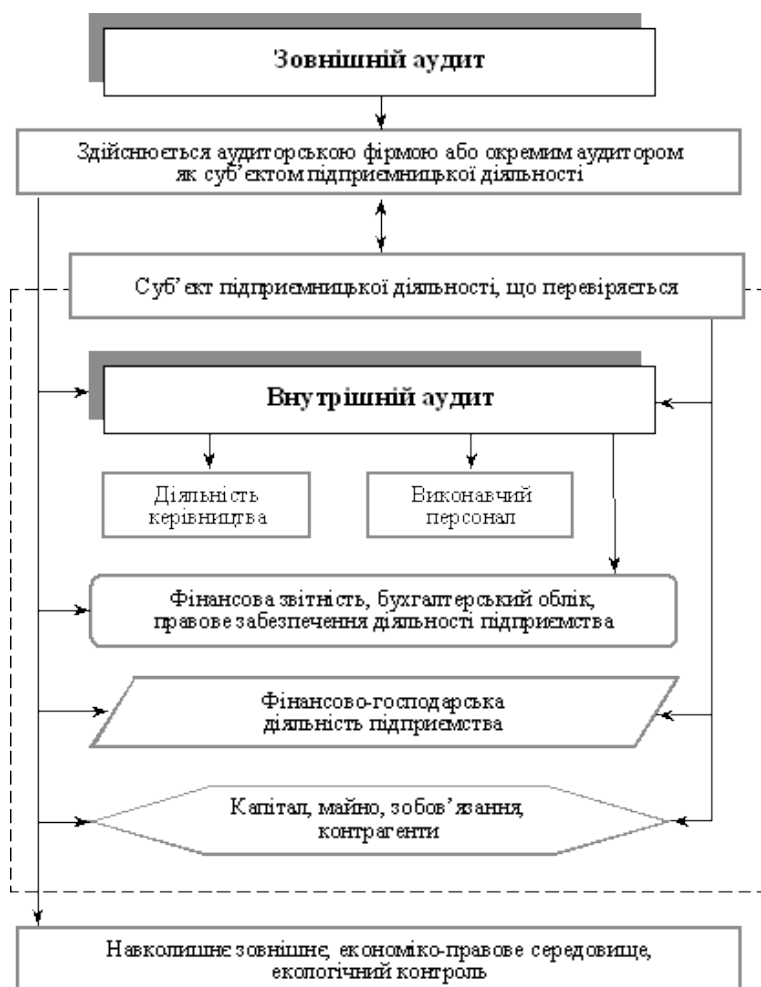 Зовнішній аудит
Здійснюється аудиторською фірмою або окремим аудитором
як суб’єктом підприємницької діяльності
Суб’єкт підприємницької діяльності, що перевіряється
Внутрішній аудит
Діяльність
керівництва
Виконавчий
персонал
Фінансова звітність, бухгалтерський облік,
правове забезпечення діяльності підприємства
Фінансово-господарська
діяльність підприємства
Капітал, майно, зобов’язання,
контрагенти
Навколишнє зовнішнє, економіко-правове середовище,
екологічний контроль